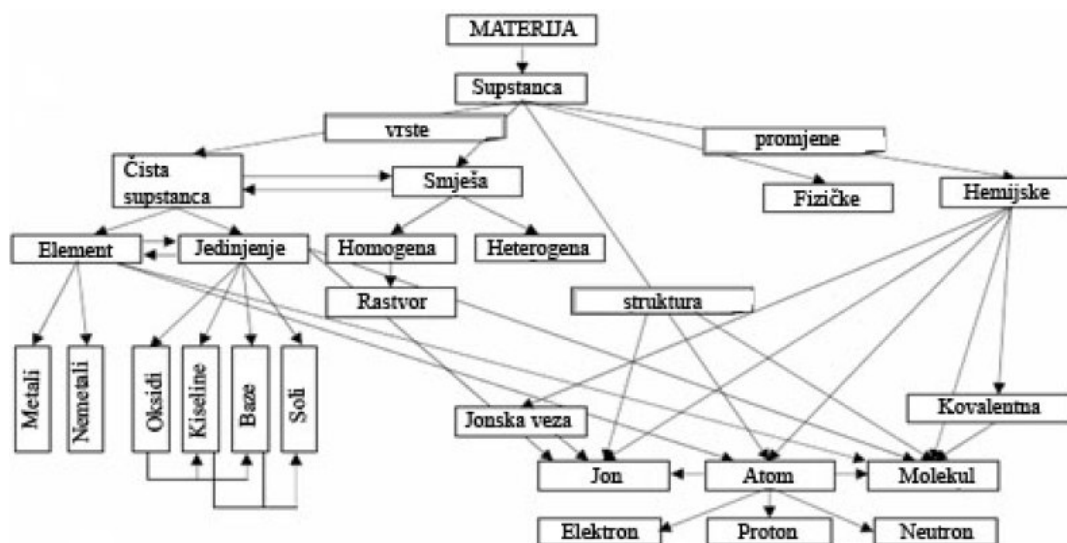 MATERIJA
Supstanca
vrste
promjene
Čista
supstanca
Smješa
Fizičke
Hemijske
Element
Jedinjenje
Homogena
Heterogena
Rastvor
struktura
Metali
Nemetali
Oksidi
Kiseline
Baze
Soli
Jonska veza
Kovalentna
Jon
Atom
Molekul
Elektron
Proton
Neutron